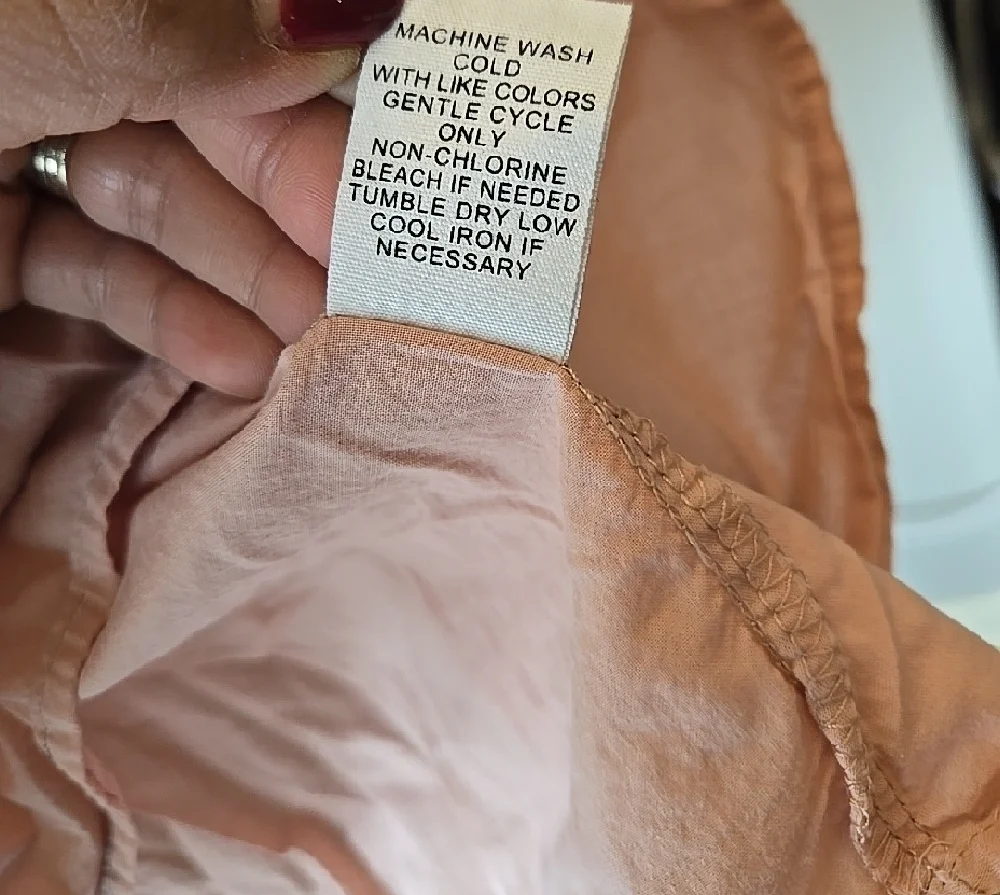 MACHINE WASH
COLD
WITH LIKE COLORS
GENTLE CYCLE
ONLY
NON-CHLORINE
BLEACH IF NEEDED
TUMBLE DRY LOW
COOL IRON IF
NECESSARY